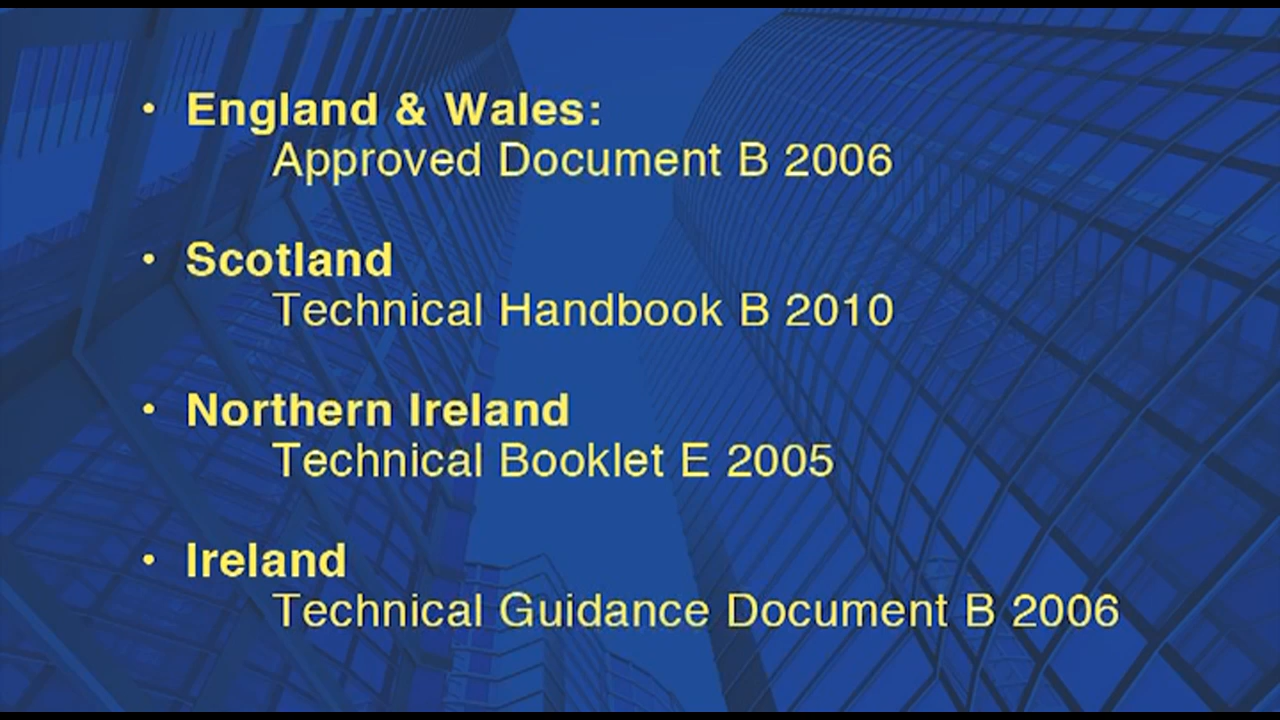 • England & Wales:
Approved Document B 2006
• Scotland
Technical Handbook B 2010
• Northern Ireland
Technical Booklet E 2005
• Ireland
Technical Guidance Document B 2006